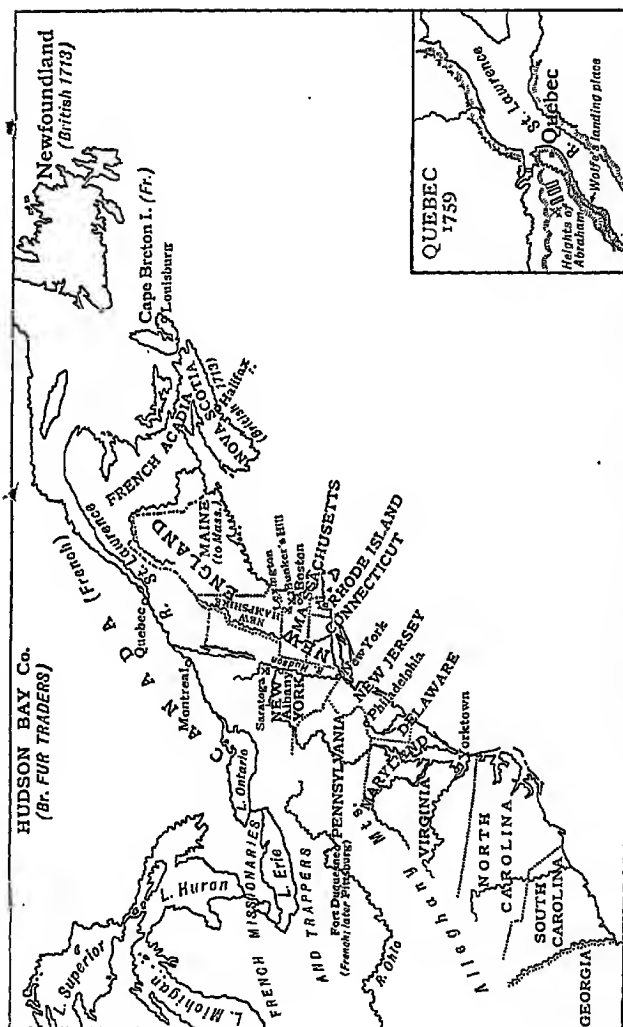 HUDSON BAY Co.
(Br. FUR TRADERS)
Newfoundland
(British 1713)
Cape Breton I. (Fr.)
Louisburg
CANADA (French)
St. Lawrence R.
FRENCH ACADIA
NOVA SCOTIA
(British 1713)
Halifax
Quebec
Montreal
NEW ENGLAND
MAINE
(to Mass.)
NEW
HAMPSHIRE
Bunker's Hill
Boston
MASSACHUSETTS
RHODE ISLAND
CONNECTICUT
Saratoga
Hudson
NEW
Albany
YORK
New York
NEW JERSEY
Philadelphia
DELAWARE
PENNSYLVANIA
MARYLAND
Yorktown
VIRGINIA
NORTH
CAROLINA
SOUTH
CAROLINA
GEORGIA
Alleghany Mts.
R. Ohio
Fort Duquesne
(French) later Pittsburg)
FRENCH MISSIONARIES
AND TRAPPERS
L. Superior
L. Michigan
L. Huron
L. Erie
L. Ontario
QUEBEC
1759
St. Lawrence R.
Quebec
Heights of
Abraham
Wolfe's landing place